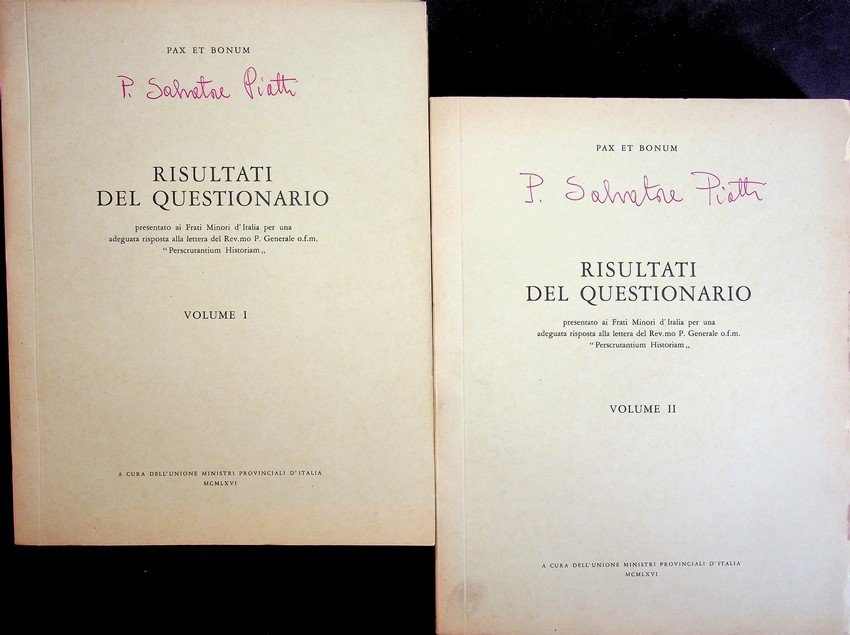 PAX ET BONUM
P. Salvatore Piatti
RISULTATI
DEL QUESTIONARIO
presentato ai Frati Minori d'Italia per una
adeguata risposta alla lettera del Rev.mo P. Generale o.f.m.
“Perscrutantium Historiam„
VOLUME I
A CURA DELL'UNIONE MINISTRI PROVINCIALI D'ITALIA
MCMLXVI
PAX ET BONUM
P. Salvatore Piatti
RISULTATI
DEL QUESTIONARIO
presentato ai Frati Minori d'Italia per una
adeguata risposta alla lettera del Rev.mo P. Generale o.f.m.
“Perscrutantium Historiam„
VOLUME II
A CURA DELL'UNIONE MINISTRI PROVINCIALI D'ITALIA
MCMLXVI